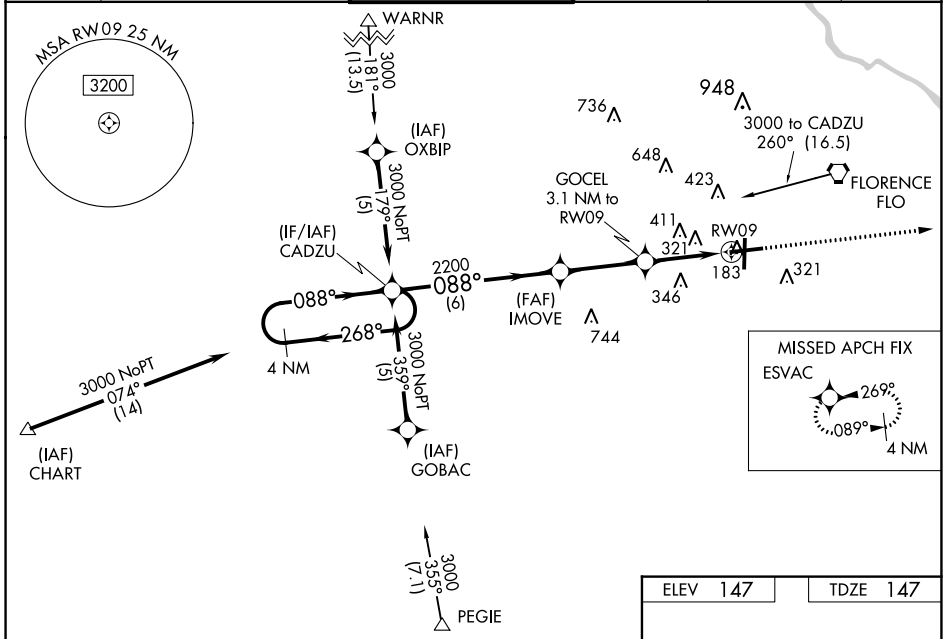 MSA RW09 25 NM
3200
WARNR
3000
181°
(13.5)
(IAF)
OXBIP
3000 NoPT
179°
(5)
(IF/IAF)
CADZU
088°
268°
4 NM
2200
088°
(6)
(FAF)
IMOVE
GOCEL
3.1 NM to
RW09
736
948
648
423
411
321
346
744
RW09
183
321
3000 to CADZU
260° (16.5)
FLORENCE
FLO
3000 NoPT
074°
(14)
(IAF)
CHART
3000 NoPT
359°
(5)
(IAF)
GOBAC
3000
355°
(7.1)
PEGIE
MISSED APCH FIX
ESVAC
269°
089°
4 NM
ELEV 147
TDZE 147